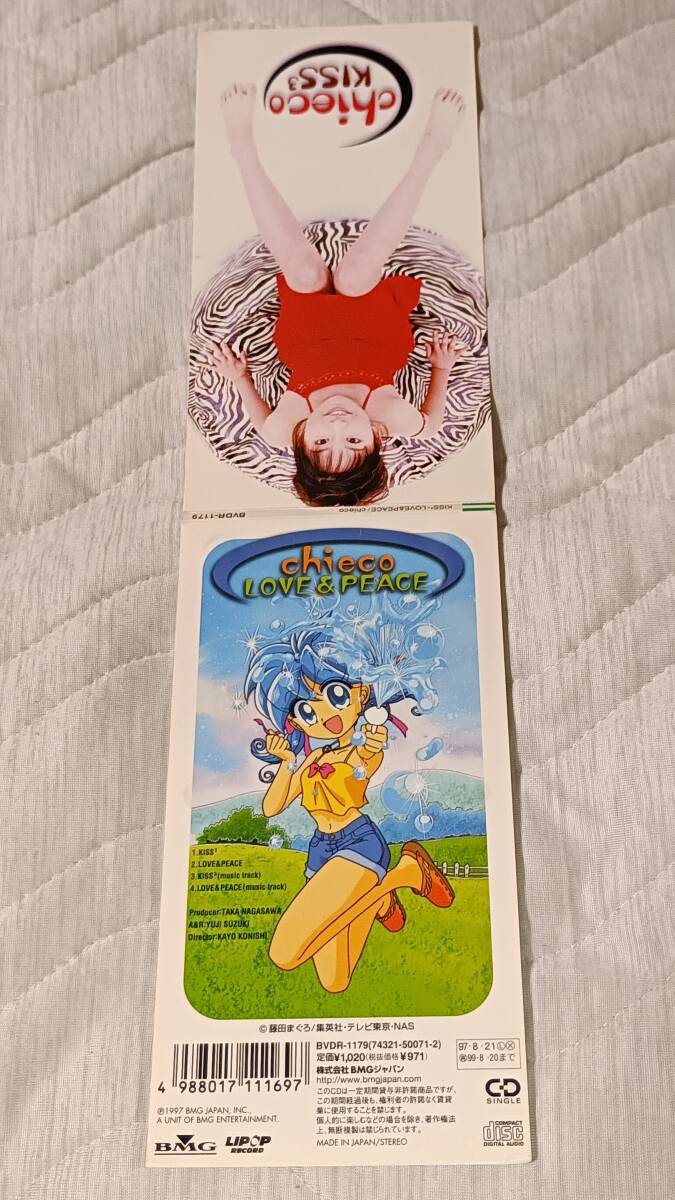 chieco
KISS³
BVDR-1179
KISS³・LOVE&PEACE/chieco
chieco
LOVE & PEACE
1.KISS³
2.LOVE&PEACE
3.KISS³(music track)
4.LOVE&PEACE(music track)
Producer:TAKA NAGASAWA
A&R:YUJI SUZUKI
Director:KAYO KONISHI
©藤田まぐろ/集英社・テレビ東京・NAS
BVDR-1179(74321-50071-2)
定価¥1,020(税抜価格¥971)
株式会社BMGジャパン
http://www.bmgjapan.com
このCDは一定期間貸与非許諾商品ですが、
この期間経過後も、権利者の許諾なく賃貸
業に使用することを禁じます。
個人的に楽しむなどの場合を除き、著作権法
上、無断複製は禁じられています。
MADE IN JAPAN/STEREO
97・8・21ⓁⓍ
99・8・20まで
CD
SINGLE
COMPACT
disc
DIGITAL AUDIO
4 988017 111697
℗1997 BMG JAPAN, INC.,
A UNIT OF BMG ENTERTAINMENT.
BMG
LIPOP
RECORD